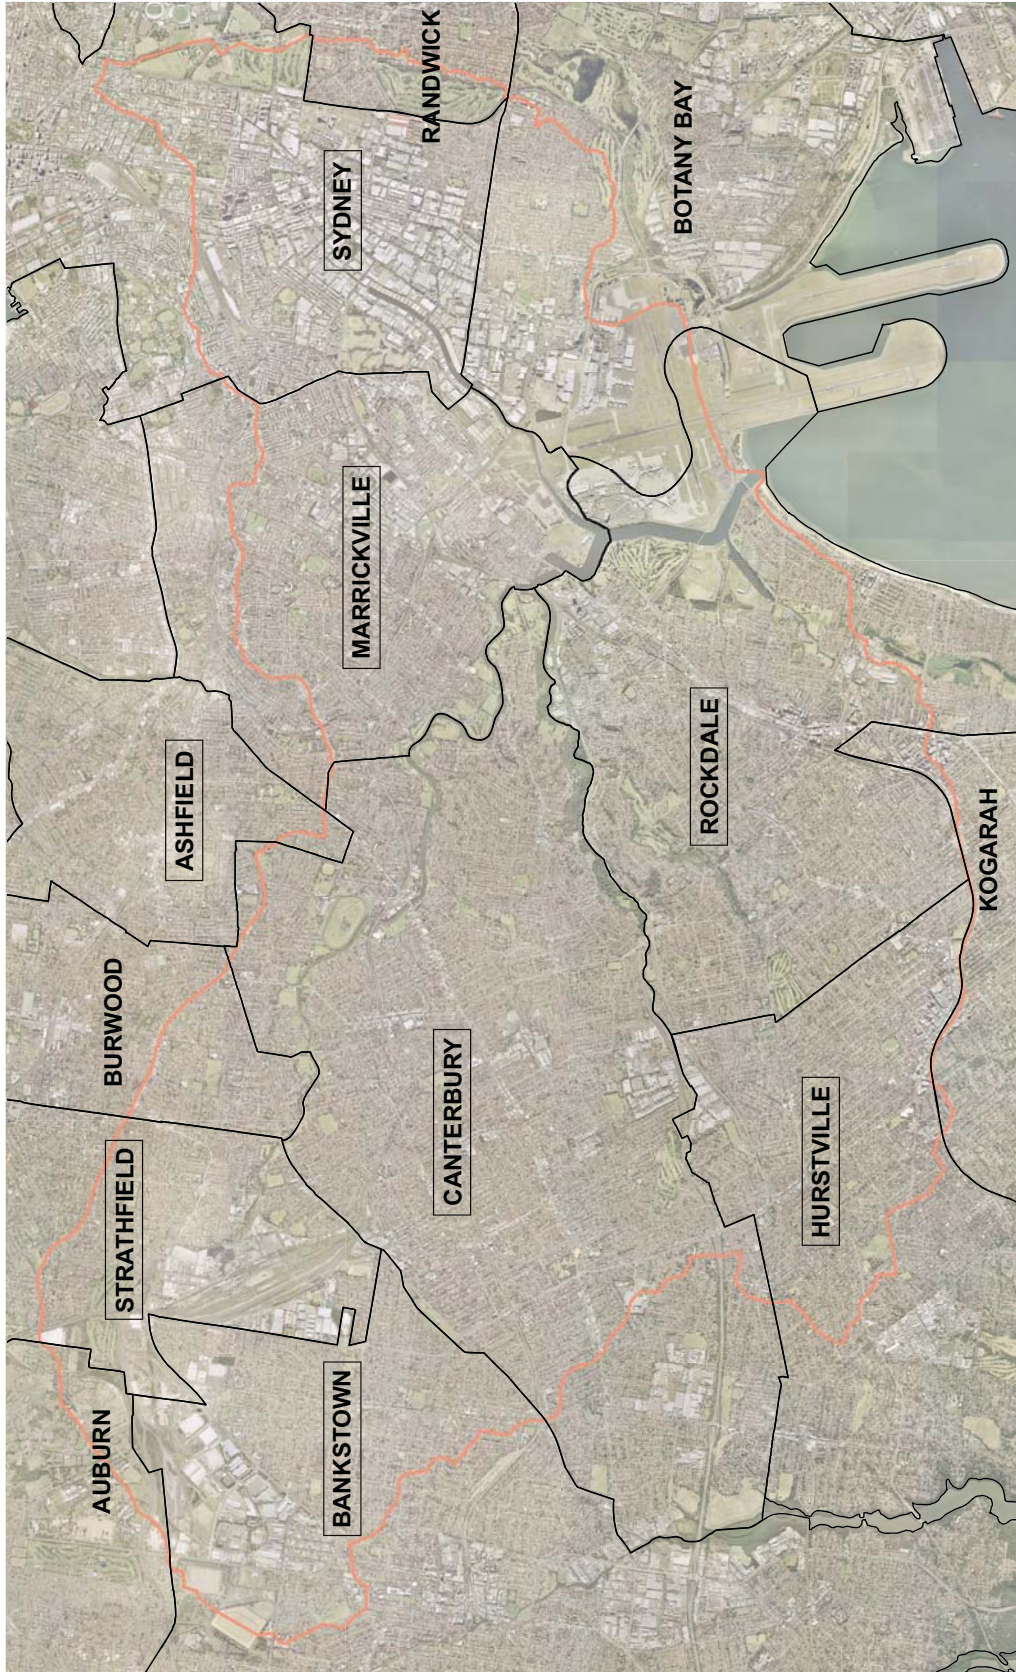 AUBURN
STRATHFIELD
BURWOOD
ASHFIELD
BANKSTOWN
MARRICKVILLE
SYDNEY
RANDWICK
CANTERBURY
BOTANY BAY
ROCKDALE
HURSTVILLE
KOGARAH